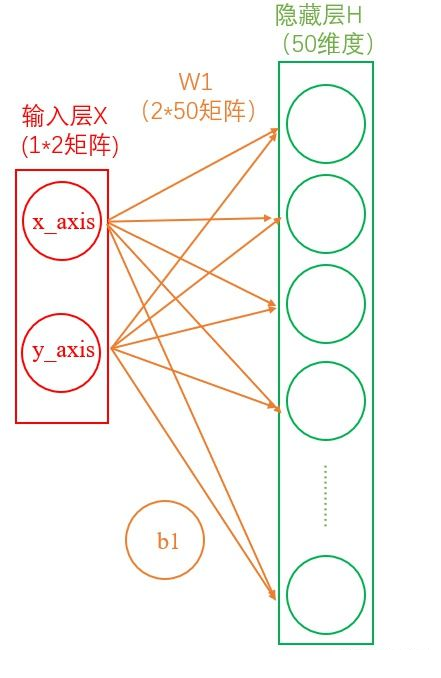 隐藏层H
（50维度）
W1
（2*50矩阵）
输入层X
(1*2矩阵)
x_axis
y_axis
b1